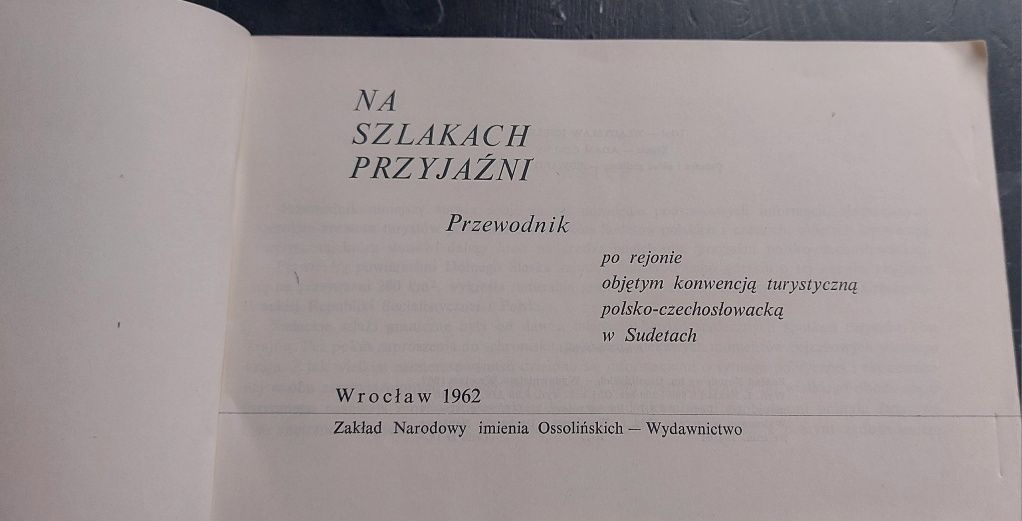 NA
SZLAKACH
PRZYJAŹNI
Przewodnik
po rejonie
objętym konwencją turystyczną
polsko-czechosłowacką
w Sudetach
Wrocław 1962
Zakład Narodowy imienia Ossolińskich — Wydawnictwo